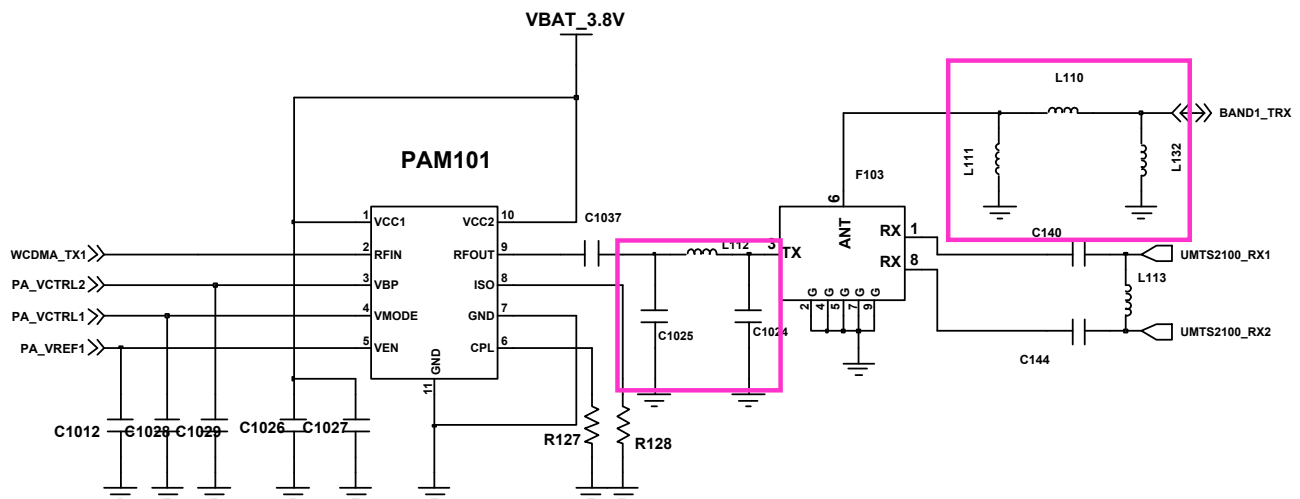 VBAT_3.8V
L110
BAND1_TRX
L111
L132
PAM101
F103
6
1 VCC1 VCC2 10
C1037
ANT
RX 1
C140
WCDMA_TX1 2 RFIN RFOUT 9
L112
3 TX
UMTS2100_RX1
RX 8
L113
PA_VCTRL2 3 VBP ISO 8
PA_VCTRL1 4 VMODE GND 7
C1025
C1024
G G G G G
2 4 5 7 9
UMTS2100_RX2
PA_VREF1 5 VEN CPL 6
C144
GND
11
C1012 C1028 C1029 C1026 C1027
R127 R128